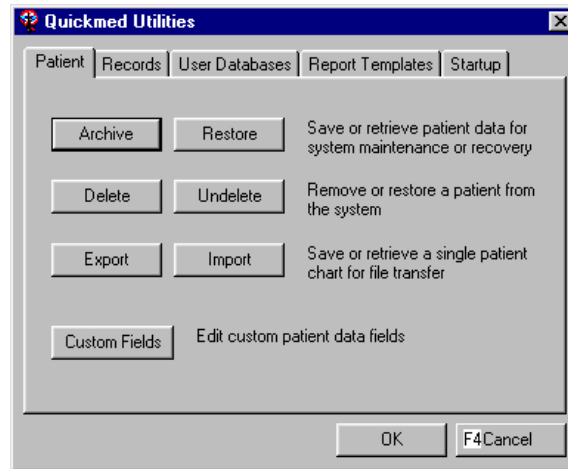 Quickmed Utilities
Patient Records User Databases Report Templates Startup
Archive Restore Save or retrieve patient data for
system maintenance or recovery
Delete Undelete Remove or restore a patient from
the system
Export Import Save or retrieve a single patient
chart for file transfer
Custom Fields Edit custom patient data fields
OK F4Cancel